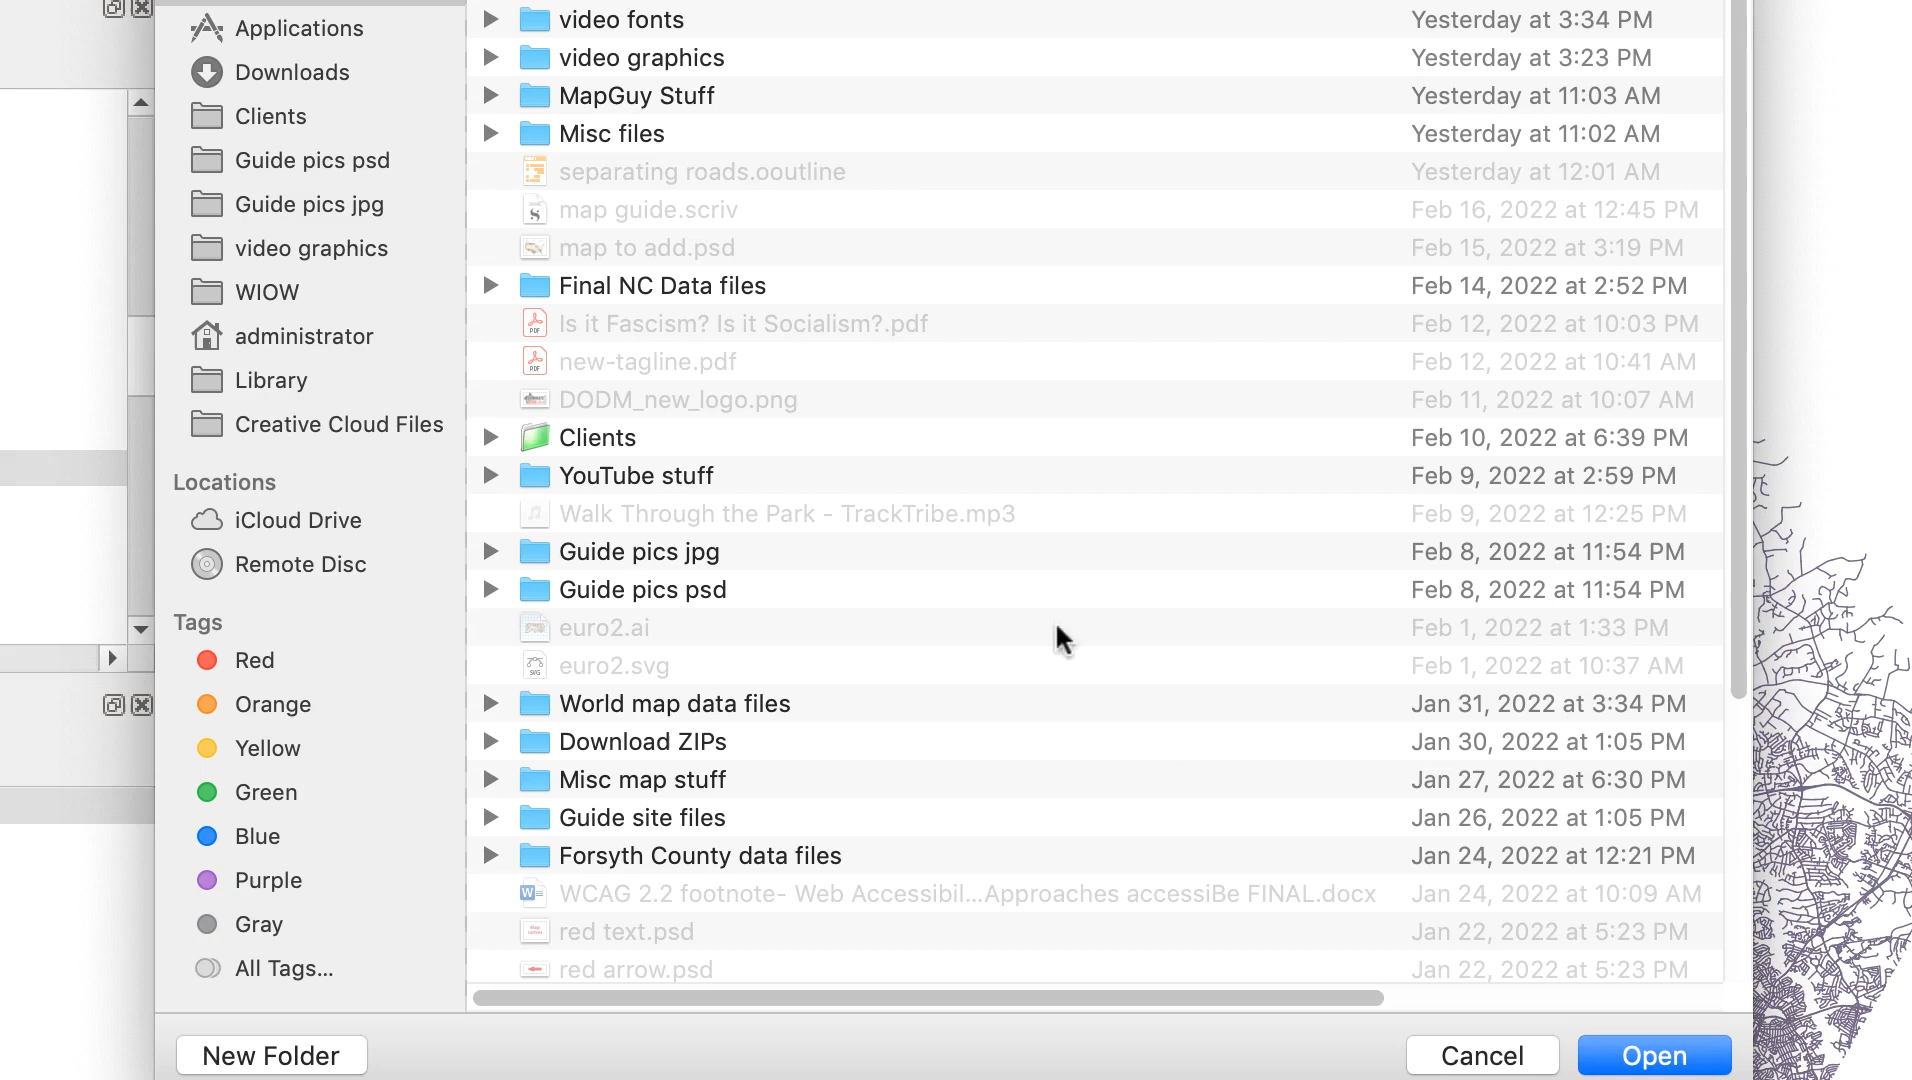 Applications
Downloads
Clients
Guide pics psd
Guide pics jpg
video graphics
WIOW
administrator
Library
Creative Cloud Files
Locations
iCloud Drive
Remote Disc
Tags
Red
Orange
Yellow
Green
Blue
Purple
Gray
All Tags...
video fonts Yesterday at 3:34 PM
video graphics Yesterday at 3:23 PM
MapGuy Stuff Yesterday at 11:03 AM
Misc files Yesterday at 11:02 AM
separating roads.ooutline Yesterday at 12:01 AM
map guide.scriv Feb 16, 2022 at 12:45 PM
map to add.psd Feb 15, 2022 at 3:19 PM
Final NC Data files Feb 14, 2022 at 2:52 PM
Is it Fascism? Is it Socialism?.pdf Feb 12, 2022 at 10:03 PM
new-tagline.pdf Feb 12, 2022 at 10:41 AM
DODM_new_logo.png Feb 11, 2022 at 10:07 AM
Clients Feb 10, 2022 at 6:39 PM
YouTube stuff Feb 9, 2022 at 2:59 PM
Walk Through the Park - TrackTribe.mp3 Feb 9, 2022 at 12:25 PM
Guide pics jpg Feb 8, 2022 at 11:54 PM
Guide pics psd Feb 8, 2022 at 11:54 PM
euro2.ai Feb 1, 2022 at 1:33 PM
euro2.svg Feb 1, 2022 at 10:37 AM
World map data files Jan 31, 2022 at 3:34 PM
Download ZIPs Jan 30, 2022 at 1:05 PM
Misc map stuff Jan 27, 2022 at 6:30 PM
Guide site files Jan 26, 2022 at 1:05 PM
Forsyth County data files Jan 24, 2022 at 12:21 PM
WCAG 2.2 footnote- Web Accessibil...Approaches accessiBe FINAL.docx Jan 24, 2022 at 10:09 AM
red text.psd Jan 22, 2022 at 5:23 PM
red arrow.psd Jan 22, 2022 at 5:23 PM
New Folder
Cancel
Open